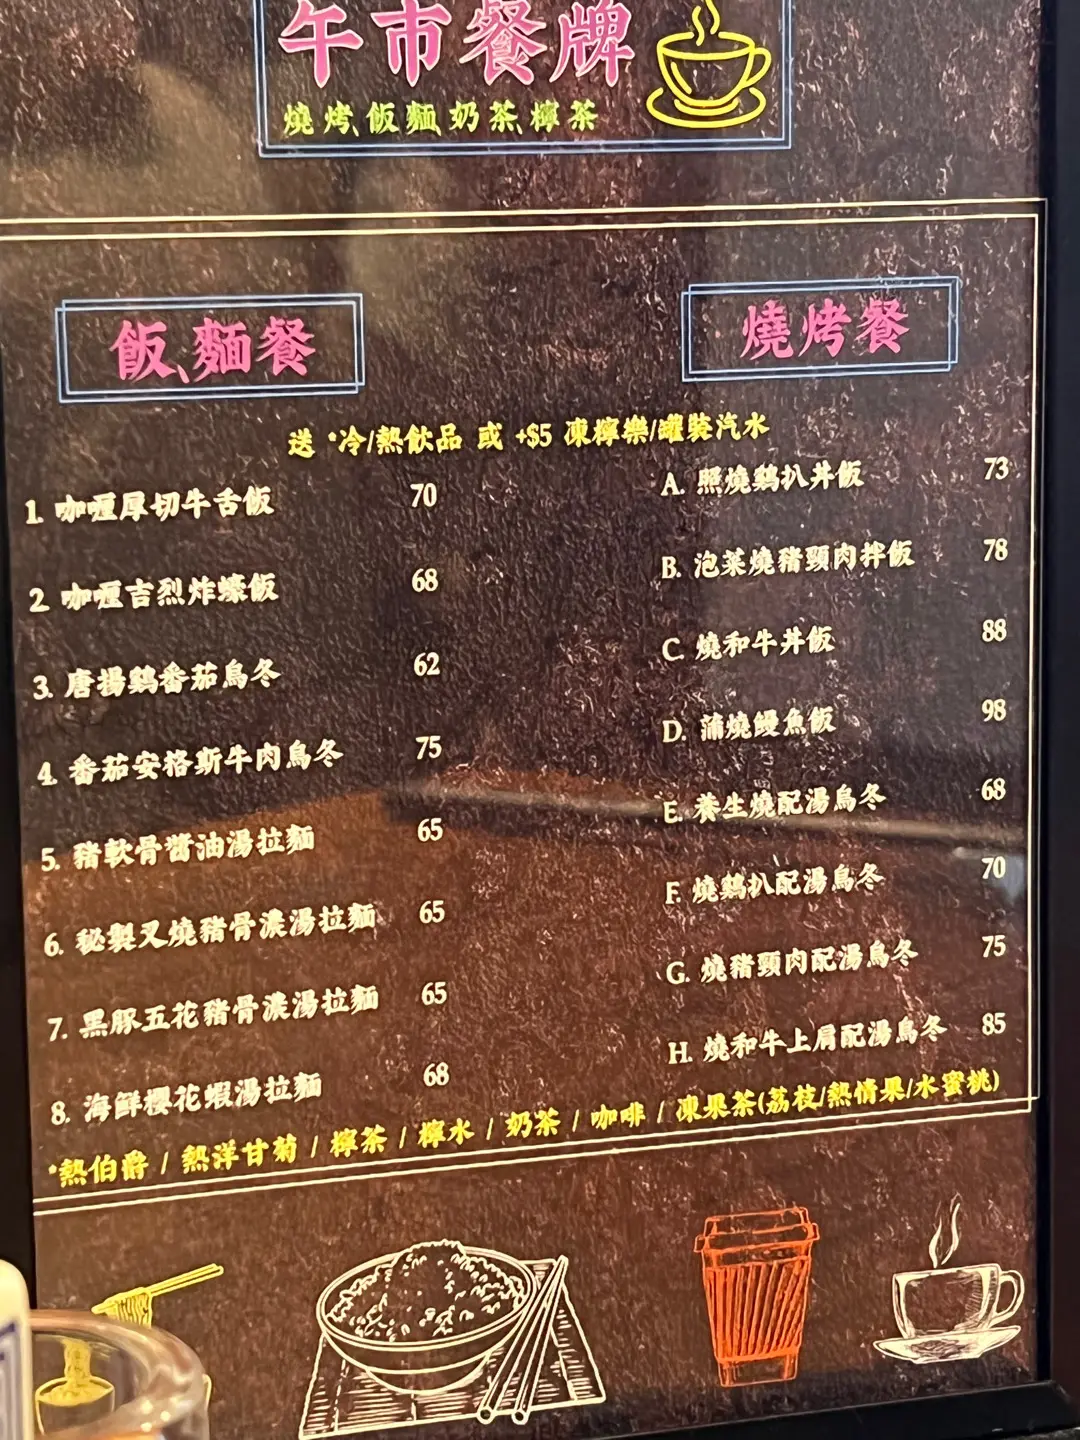 午市餐牌
燒烤、飯麵、奶茶、檸茶
飯、麵餐
燒烤餐
送 *冷/熱飲品 或 +$5 凍檸樂/罐裝汽水
1. 咖喱厚切牛舌飯 70
2. 咖喱吉烈炸蠔飯 68
3. 唐揚鷄番茄烏冬 62
4. 番茄安格斯牛肉烏冬 75
5. 豬軟骨醬油湯拉麵 65
6. 秘製叉燒豬骨濃湯拉麵 65
7. 黑豚五花豬骨濃湯拉麵 65
8. 海鮮櫻花蝦湯拉麵 68
A. 照燒鷄扒丼飯 73
B. 泡菜燒豬頸肉拌飯 78
C. 燒和牛丼飯 88
D. 蒲燒鰻魚飯 98
E. 養生燒配湯烏冬 68
F. 燒鷄扒配湯烏冬 70
G. 燒豬頸肉配湯烏冬 75
H. 燒和牛上肩配湯烏冬 85
*熱伯爵 / 熱洋甘菊 / 檸茶 / 檸水 / 奶茶 / 咖啡 / 凍果茶(荔枝/熱情果/水蜜桃)